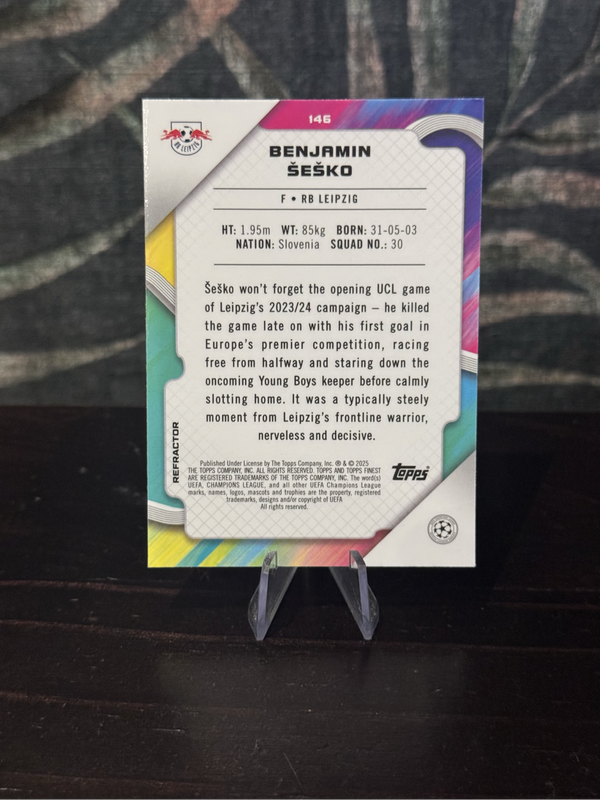 146
RB LEIPZIG
BENJAMIN
ŠEŠKO
F • RB LEIPZIG
HT: 1.95m WT: 85kg BORN: 31-05-03
NATION: Slovenia SQUAD NO.: 30
Šeško won't forget the opening UCL game
of Leipzig's 2023/24 campaign – he killed
the game late on with his first goal in
Europe's premier competition, racing
free from halfway and staring down the
oncoming Young Boys keeper before calmly
slotting home. It was a typically steely
moment from Leipzig's frontline warrior,
nerveless and decisive.
REFRACTOR
Published Under License by The Topps Company, Inc. ® & © 2025
THE TOPPS COMPANY, INC. ALL RIGHTS RESERVED. TOPPS AND TOPPS FINEST
ARE REGISTERED TRADEMARKS OF THE TOPPS COMPANY, INC. The word(s)
UEFA, CHAMPIONS LEAGUE, and all other UEFA Champions League
marks, names, logos, mascots and trophies are the property, registered
trademarks, designs and/or copyright of UEFA
All rights reserved.
Topps